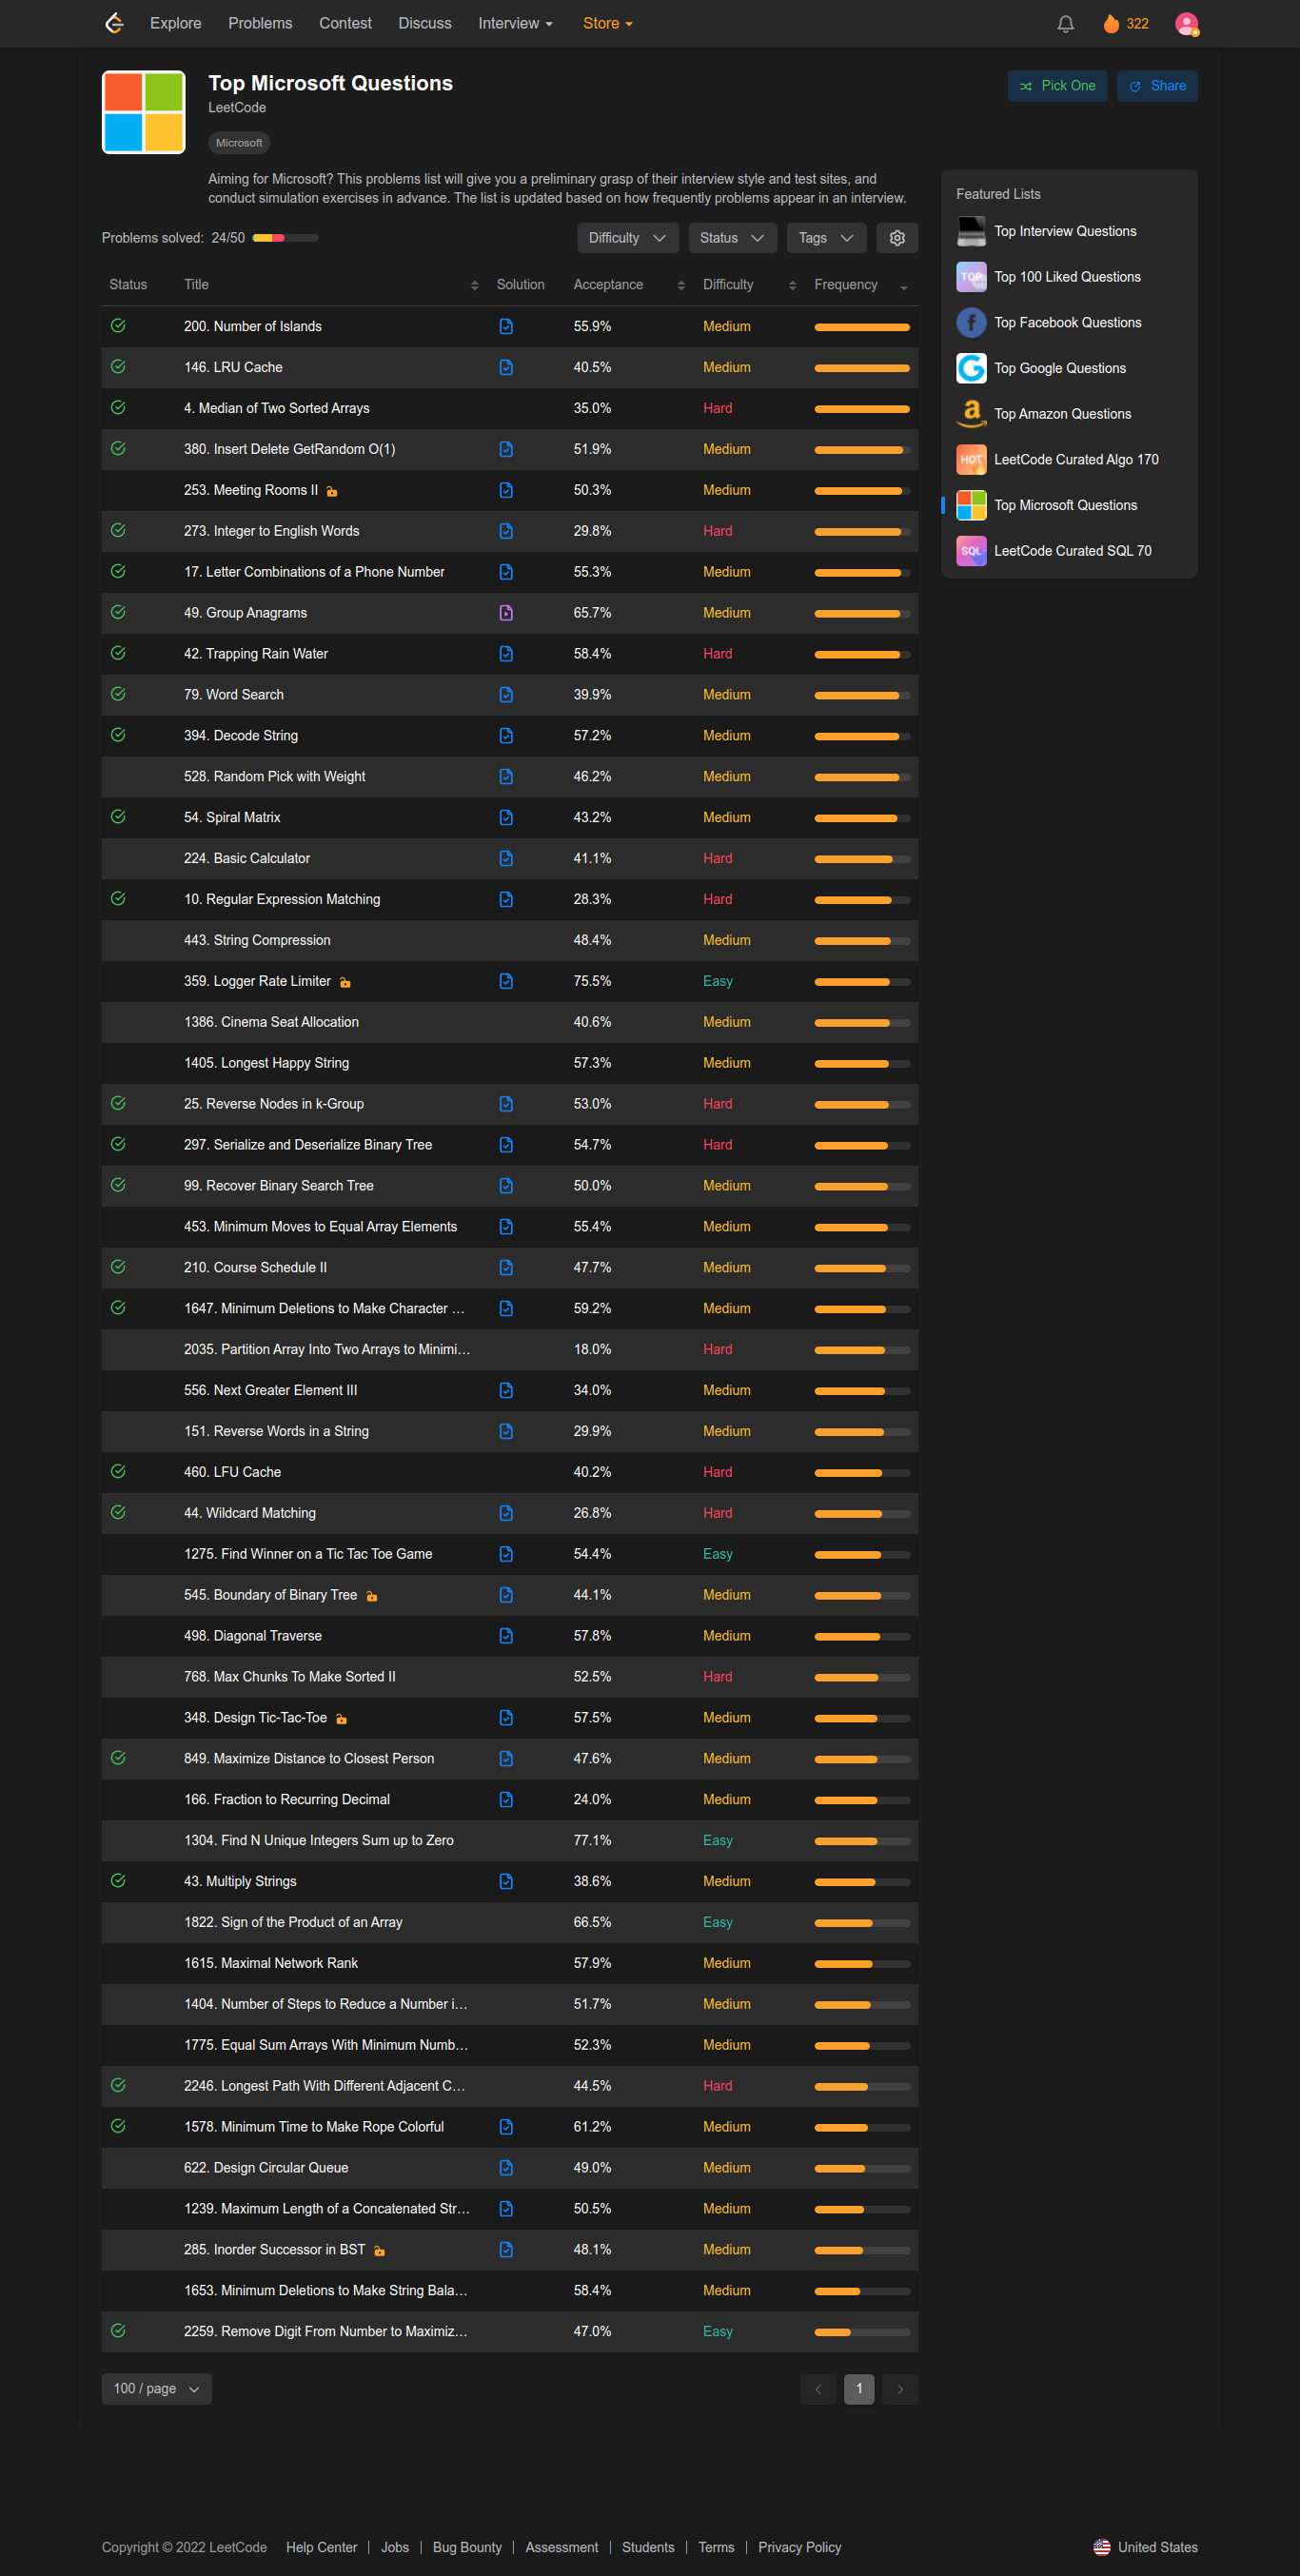 Explore Problems Contest Discuss Interview Store 322
Top Microsoft Questions
LeetCode
Microsoft
Pick One Share
Aiming for Microsoft? This problems list will give you a preliminary grasp of their interview style and test sites, and
conduct simulation exercises in advance. The list is updated based on how frequently problems appear in an interview.
Problems solved: 24/50 Difficulty Status Tags
Status Title Solution Acceptance Difficulty Frequency
200. Number of Islands 55.9% Medium
146. LRU Cache 40.5% Medium
4. Median of Two Sorted Arrays 35.0% Hard
380. Insert Delete GetRandom O(1) 51.9% Medium
253. Meeting Rooms II 50.3% Medium
273. Integer to English Words 29.8% Hard
17. Letter Combinations of a Phone Number 55.3% Medium
49. Group Anagrams 65.7% Medium
42. Trapping Rain Water 58.4% Hard
79. Word Search 39.9% Medium
394. Decode String 57.2% Medium
528. Random Pick with Weight 46.2% Medium
54. Spiral Matrix 43.2% Medium
224. Basic Calculator 41.1% Hard
10. Regular Expression Matching 28.3% Hard
443. String Compression 48.4% Medium
359. Logger Rate Limiter 75.5% Easy
1386. Cinema Seat Allocation 40.6% Medium
1405. Longest Happy String 57.3% Medium
25. Reverse Nodes in k-Group 53.0% Hard
297. Serialize and Deserialize Binary Tree 54.7% Hard
99. Recover Binary Search Tree 50.0% Medium
453. Minimum Moves to Equal Array Elements 55.4% Medium
210. Course Schedule II 47.7% Medium
1647. Minimum Deletions to Make Character ... 59.2% Medium
2035. Partition Array Into Two Arrays to Minimi... 18.0% Hard
556. Next Greater Element III 34.0% Medium
151. Reverse Words in a String 29.9% Medium
460. LFU Cache 40.2% Hard
44. Wildcard Matching 26.8% Hard
1275. Find Winner on a Tic Tac Toe Game 54.4% Easy
545. Boundary of Binary Tree 44.1% Medium
498. Diagonal Traverse 57.8% Medium
768. Max Chunks To Make Sorted II 52.5% Hard
348. Design Tic-Tac-Toe 57.5% Medium
849. Maximize Distance to Closest Person 47.6% Medium
166. Fraction to Recurring Decimal 24.0% Medium
1304. Find N Unique Integers Sum up to Zero 77.1% Easy
43. Multiply Strings 38.6% Medium
1822. Sign of the Product of an Array 66.5% Easy
1615. Maximal Network Rank 57.9% Medium
1404. Number of Steps to Reduce a Number i... 51.7% Medium
1775. Equal Sum Arrays With Minimum Numb... 52.3% Medium
2246. Longest Path With Different Adjacent C... 44.5% Hard
1578. Minimum Time to Make Rope Colorful 61.2% Medium
622. Design Circular Queue 49.0% Medium
1239. Maximum Length of a Concatenated Str... 50.5% Medium
285. Inorder Successor in BST 48.1% Medium
1653. Minimum Deletions to Make String Bala... 58.4% Medium
2259. Remove Digit From Number to Maximiz... 47.0% Easy
100 / page 1
Featured Lists
Top Interview Questions
TOP Top 100 Liked Questions
f Top Facebook Questions
G Top Google Questions
a Top Amazon Questions
HOT LeetCode Curated Algo 170
Top Microsoft Questions
SQL LeetCode Curated SQL 70
Copyright © 2022 LeetCode Help Center | Jobs | Bug Bounty | Assessment | Students | Terms | Privacy Policy United States